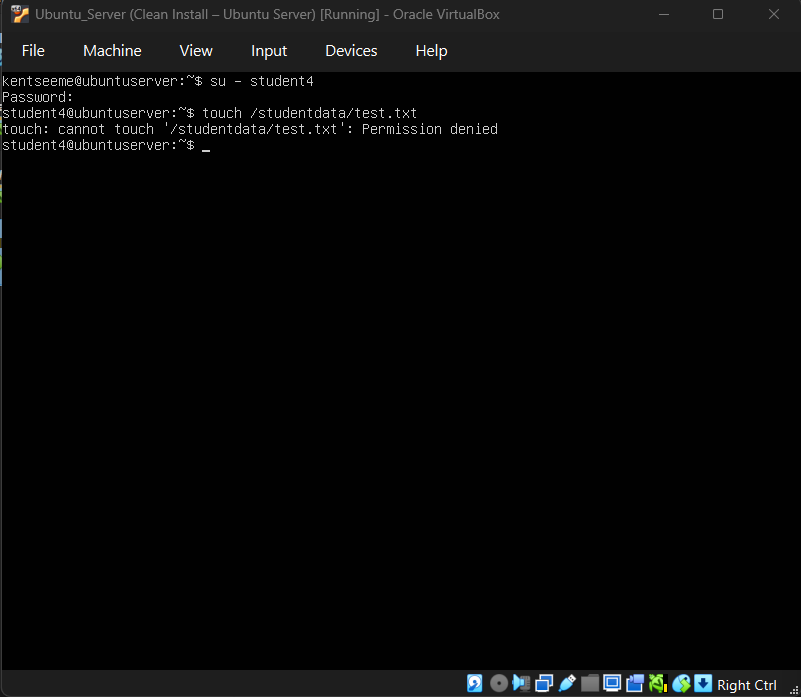 Ubuntu_Server (Clean Install – Ubuntu Server) [Running] - Oracle VirtualBox
File Machine View Input Devices Help
kentseeme@ubuntuserver:~$ su - student4
Password:
student4@ubuntuserver:~$ touch /studentdata/test.txt
touch: cannot touch '/studentdata/test.txt': Permission denied
student4@ubuntuserver:~$ _
Right Ctrl